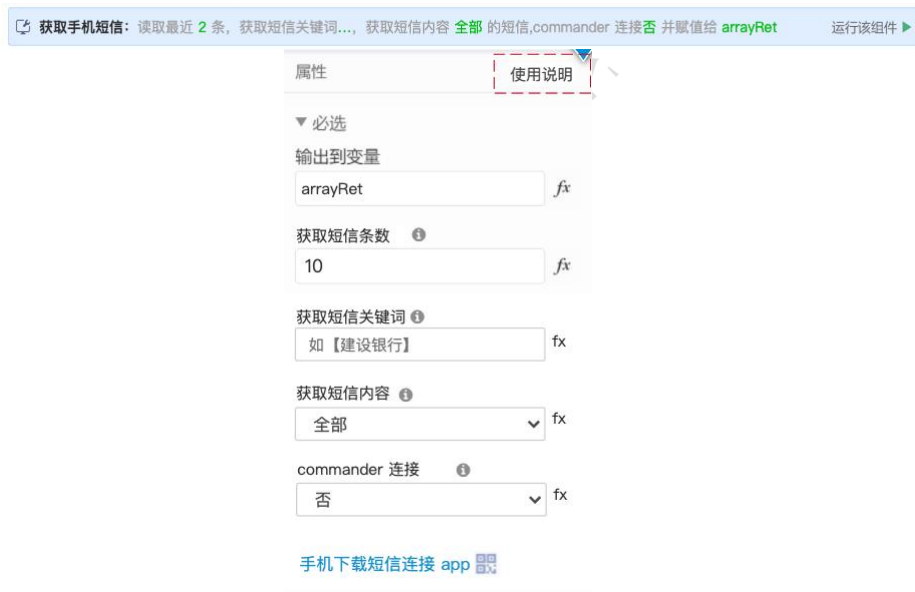 获取手机短信：读取最近 2 条，获取短信关键词...，获取短信内容 全部 的短信,commander 连接否 并赋值给 arrayRet 运行该组件
属性 使用说明
必选
输出到变量
arrayRet fx
获取短信条数
10 fx
获取短信关键词
如【建设银行】 fx
获取短信内容
全部 fx
commander 连接
否 fx
手机下载短信连接 app